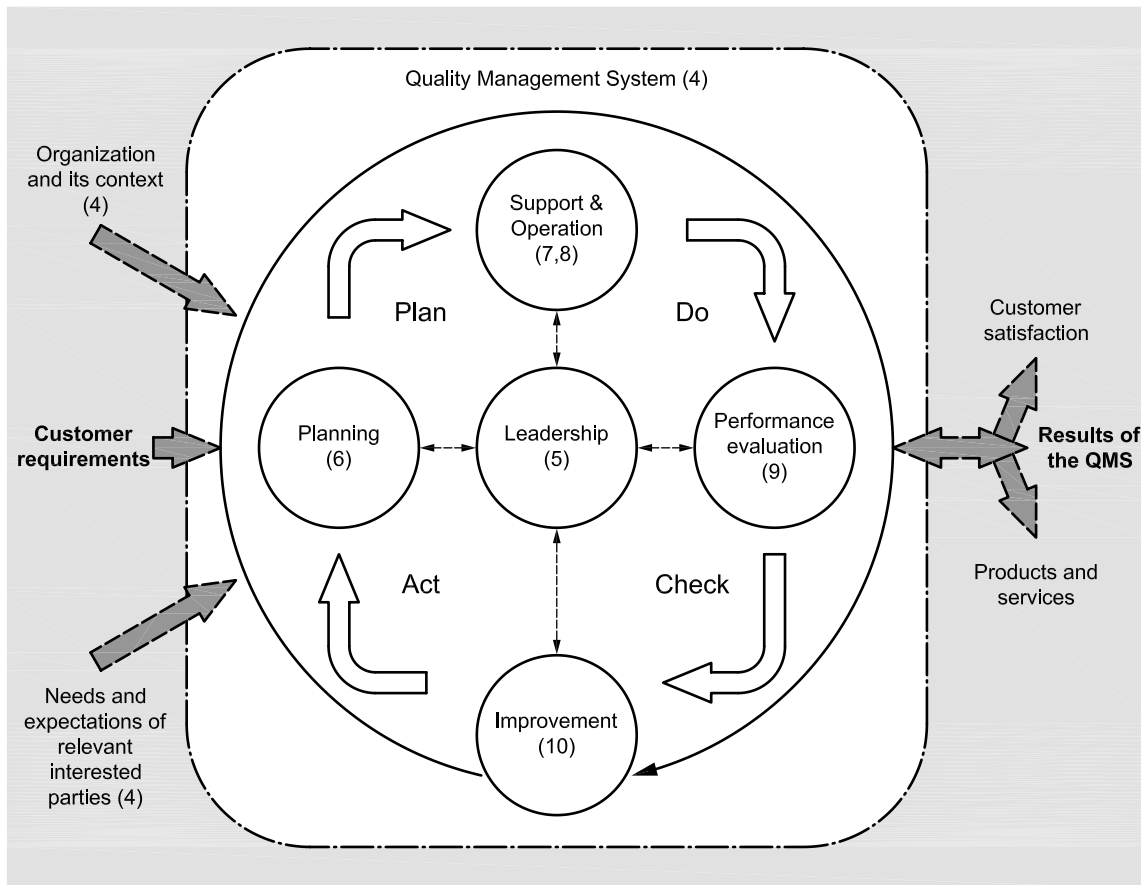 Quality Management System (4)
Organization
and its context
(4)
Support &
Operation
(7,8)
Plan
Do
Customer
satisfaction
Customer
requirements
Planning
(6)
Leadership
(5)
Performance
evaluation
(9)
Results of
the QMS
Act
Check
Products and
services
Needs and
expectations of
relevant
interested
parties (4)
Improvement
(10)